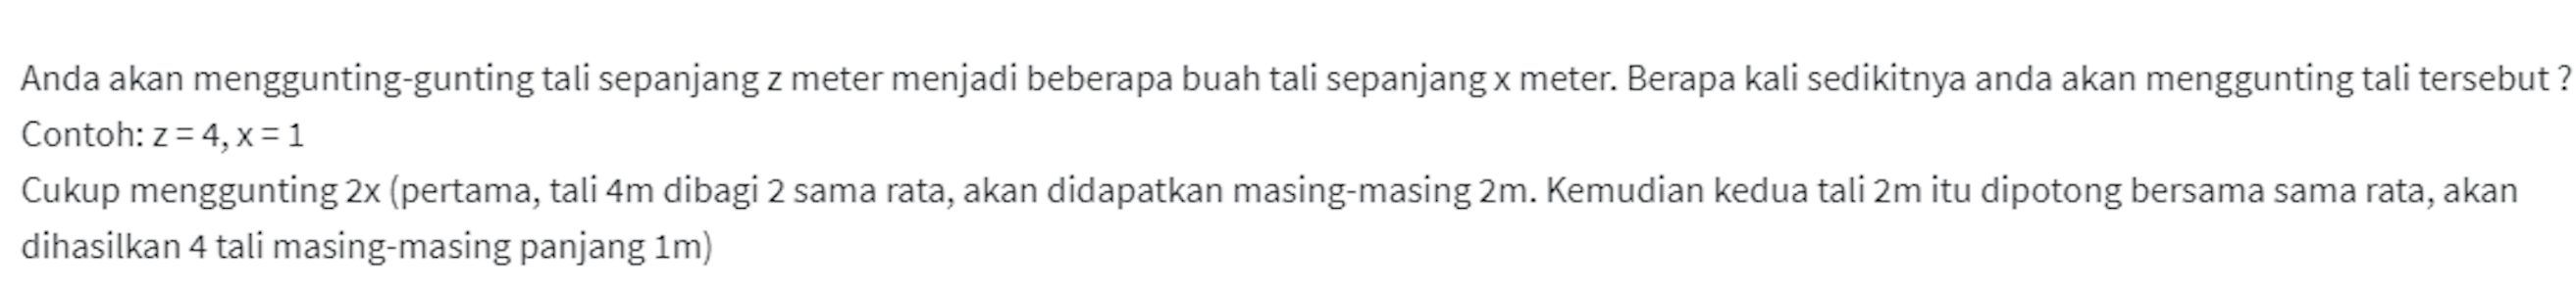 Anda akan menggunting-gunting tali sepanjang z meter menjadi beberapa buah tali sepanjang x meter. Berapa kali sedikitnya anda akan menggunting tali tersebut ?
Contoh: z = 4, x = 1
Cukup menggunting 2x (pertama, tali 4m dibagi 2 sama rata, akan didapatkan masing-masing 2m. Kemudian kedua tali 2m itu dipotong bersama sama rata, akan
dihasilkan 4 tali masing-masing panjang 1m)